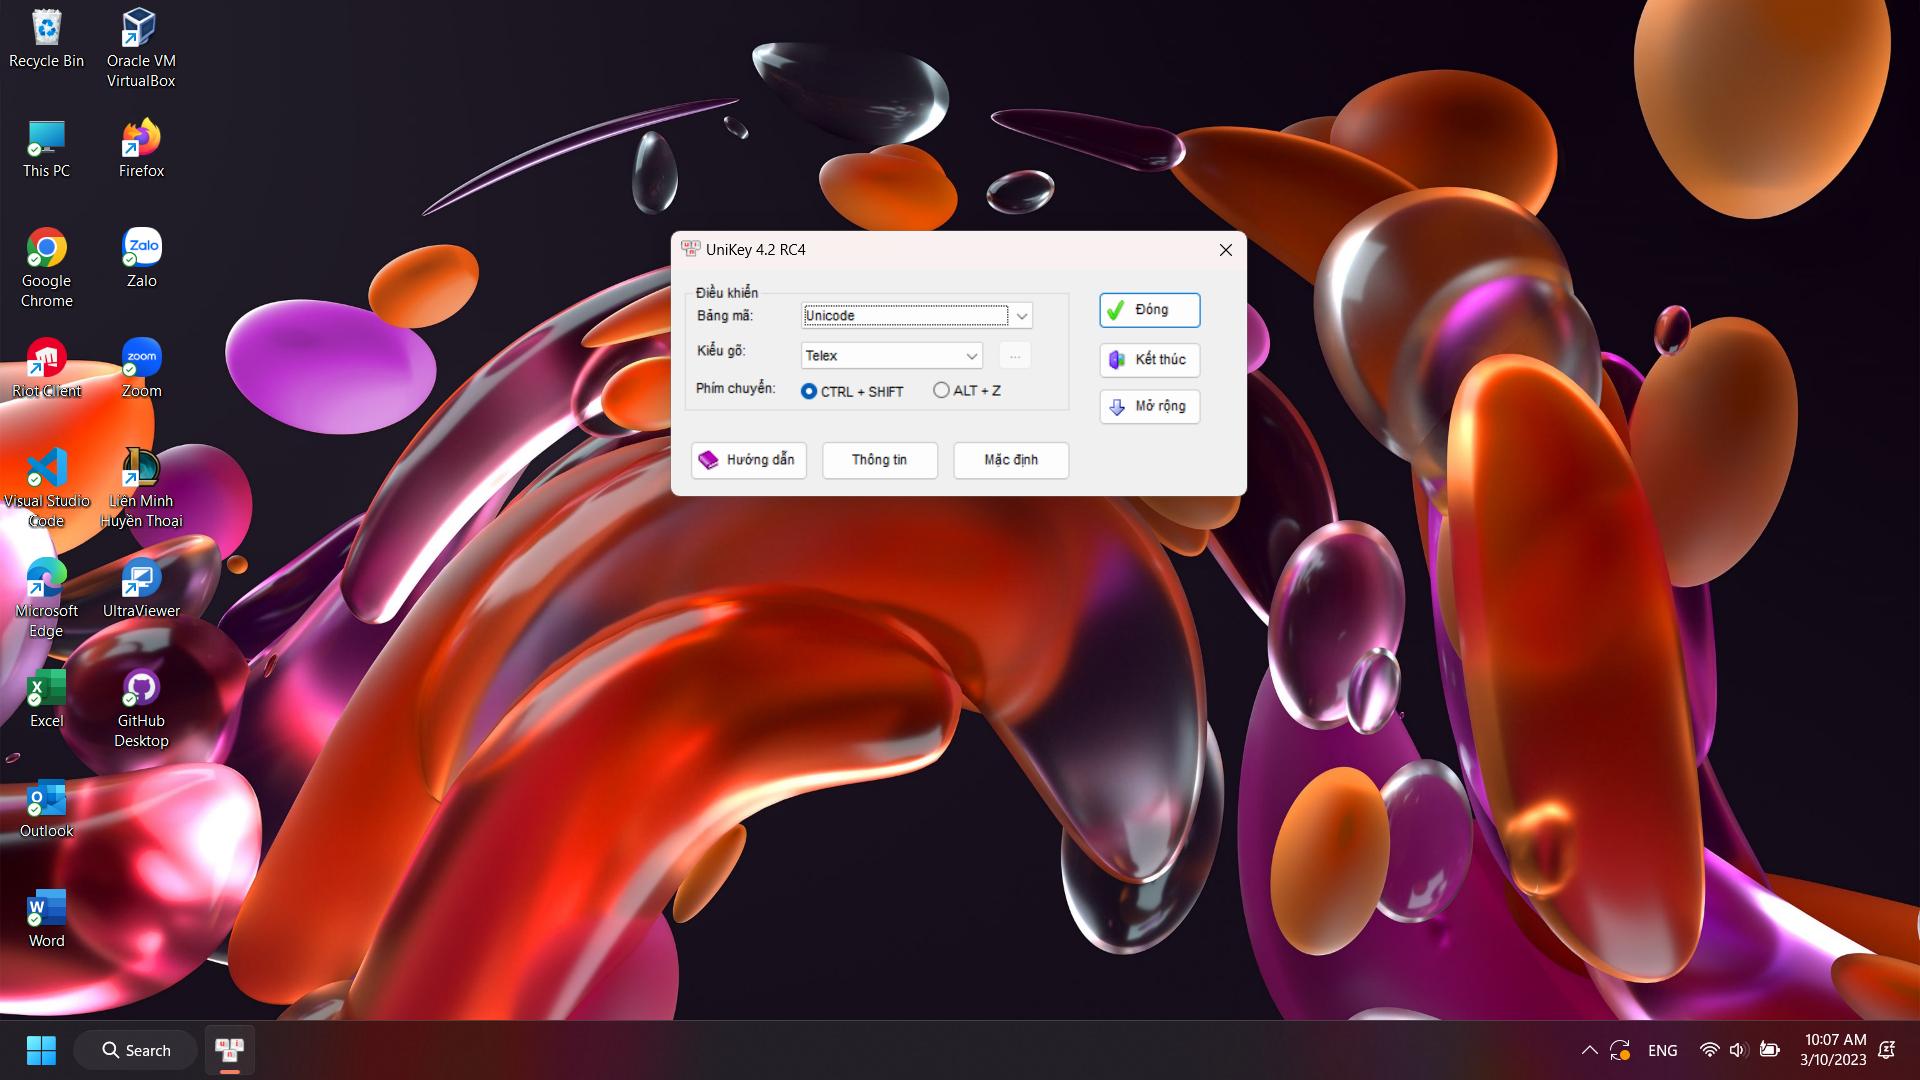 Recycle Bin
Oracle VM
VirtualBox
This PC
Firefox
Google
Chrome
Zalo
Zalo
Riot Client
zoom
Zoom
Visual Studio
Code
Liên Minh
Huyền Thoại
Microsoft
Edge
UltraViewer
X
Excel
GitHub
Desktop
O
Outlook
W
Word
UniKey 4.2 RC4
Điều khiển
Bảng mã:
Unicode
Kiểu gõ:
Telex
...
Phím chuyển:
CTRL + SHIFT
ALT + Z
Đóng
Kết thúc
Mở rộng
Hướng dẫn
Thông tin
Mặc định
Search
ENG
10:07 AM
3/10/2023